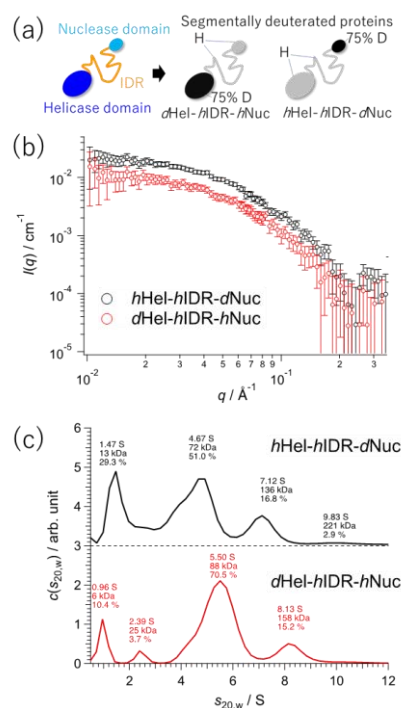 (a)
Nuclease domain
IDR
Helicase domain
Segmentally deuterated proteins
H
75% D
dHel-hIDR-hNuc
H
75% D
hHel-hIDR-dNuc
(b)
I(q) / cm⁻¹
10⁻²
10⁻³
10⁻⁴
10⁻⁵
hHel-hIDR-dNuc
dHel-hIDR-hNuc
10⁻² 2 3 4 5 6 7 8 9 10⁻¹ 2 3
q / Å⁻¹
(c)
c(s20,w) / arb. unit
6
5
4
3
2
1
0
1.47 S
13 kDa
29.3 %
4.67 S
72 kDa
51.0 %
7.12 S
136 kDa
16.8 %
9.83 S
221 kDa
2.9 %
hHel-hIDR-dNuc
0.96 S
6 kDa
10.4 %
2.39 S
25 kDa
3.7 %
5.50 S
88 kDa
70.5 %
8.13 S
158 kDa
15.2 %
dHel-hIDR-hNuc
2 4 6 8 10 12
s20,w / S